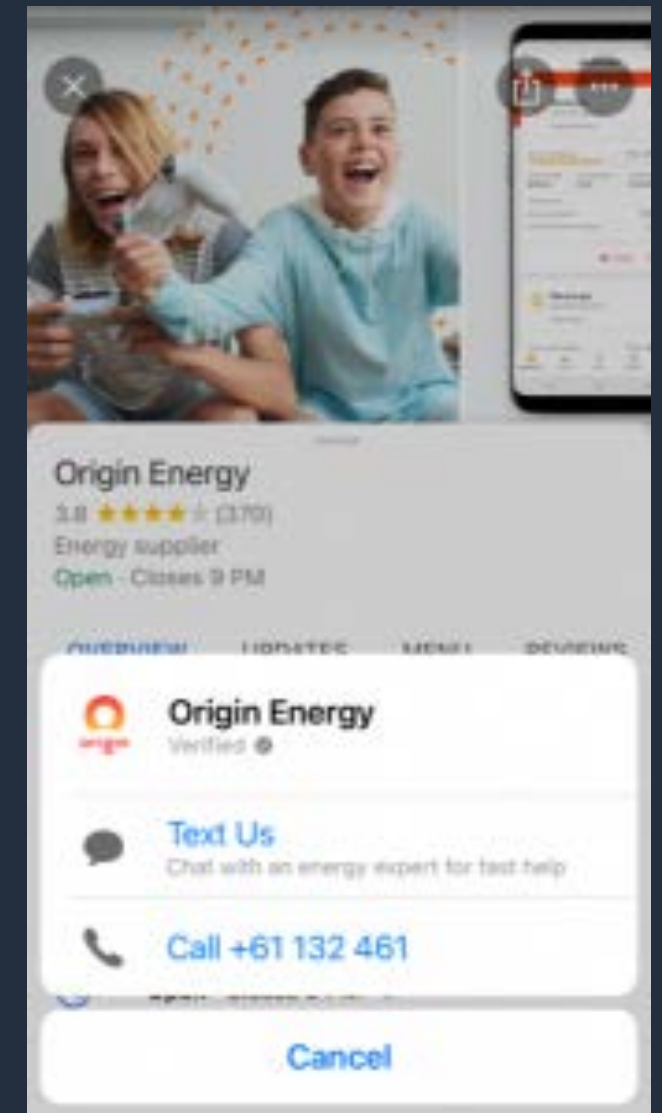 Origin Energy
3.8 (370)
Energy supplier
Open · Closes 9 PM
OVERVIEW UPDATES MENU REVIEWS
origin
Origin Energy
Verified
Text Us
Chat with an energy expert for fast help
Call +61 132 461
Cancel